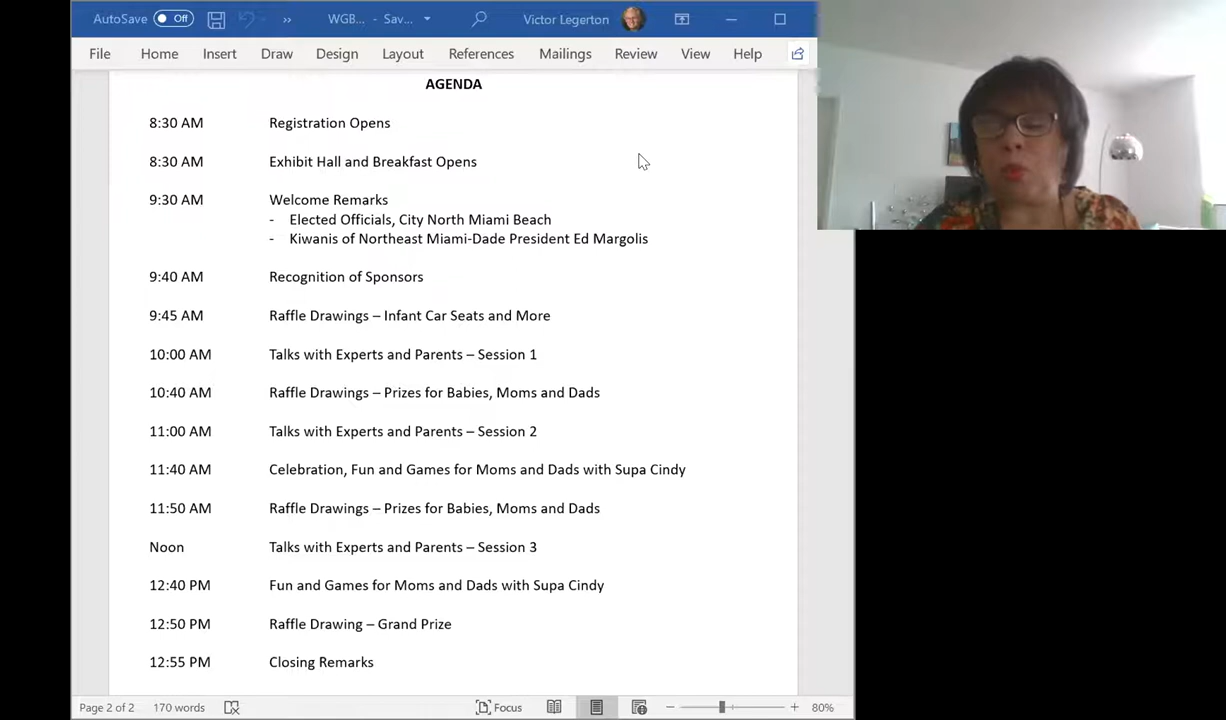 AutoSave Off WGB... - Sav... Victor Legerton
File Home Insert Draw Design Layout References Mailings Review View Help
AGENDA
8:30 AM Registration Opens
8:30 AM Exhibit Hall and Breakfast Opens
9:30 AM Welcome Remarks
- Elected Officials, City North Miami Beach
- Kiwanis of Northeast Miami-Dade President Ed Margolis
9:40 AM Recognition of Sponsors
9:45 AM Raffle Drawings – Infant Car Seats and More
10:00 AM Talks with Experts and Parents – Session 1
10:40 AM Raffle Drawings – Prizes for Babies, Moms and Dads
11:00 AM Talks with Experts and Parents – Session 2
11:40 AM Celebration, Fun and Games for Moms and Dads with Supa Cindy
11:50 AM Raffle Drawings – Prizes for Babies, Moms and Dads
Noon Talks with Experts and Parents – Session 3
12:40 PM Fun and Games for Moms and Dads with Supa Cindy
12:50 PM Raffle Drawing – Grand Prize
12:55 PM Closing Remarks
Page 2 of 2 170 words Focus 80%